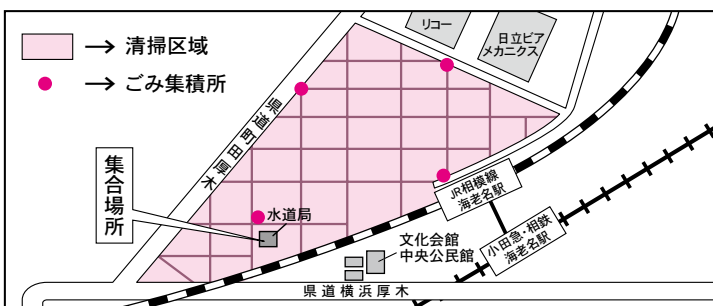 清掃区域
ごみ集積所
リコー
日立ビア
メカニクス
県道町田厚木
集合場所
水道局
JR相模線
海老名駅
小田急・相鉄
海老名駅
文化会館
中央公民館
県道横浜厚木